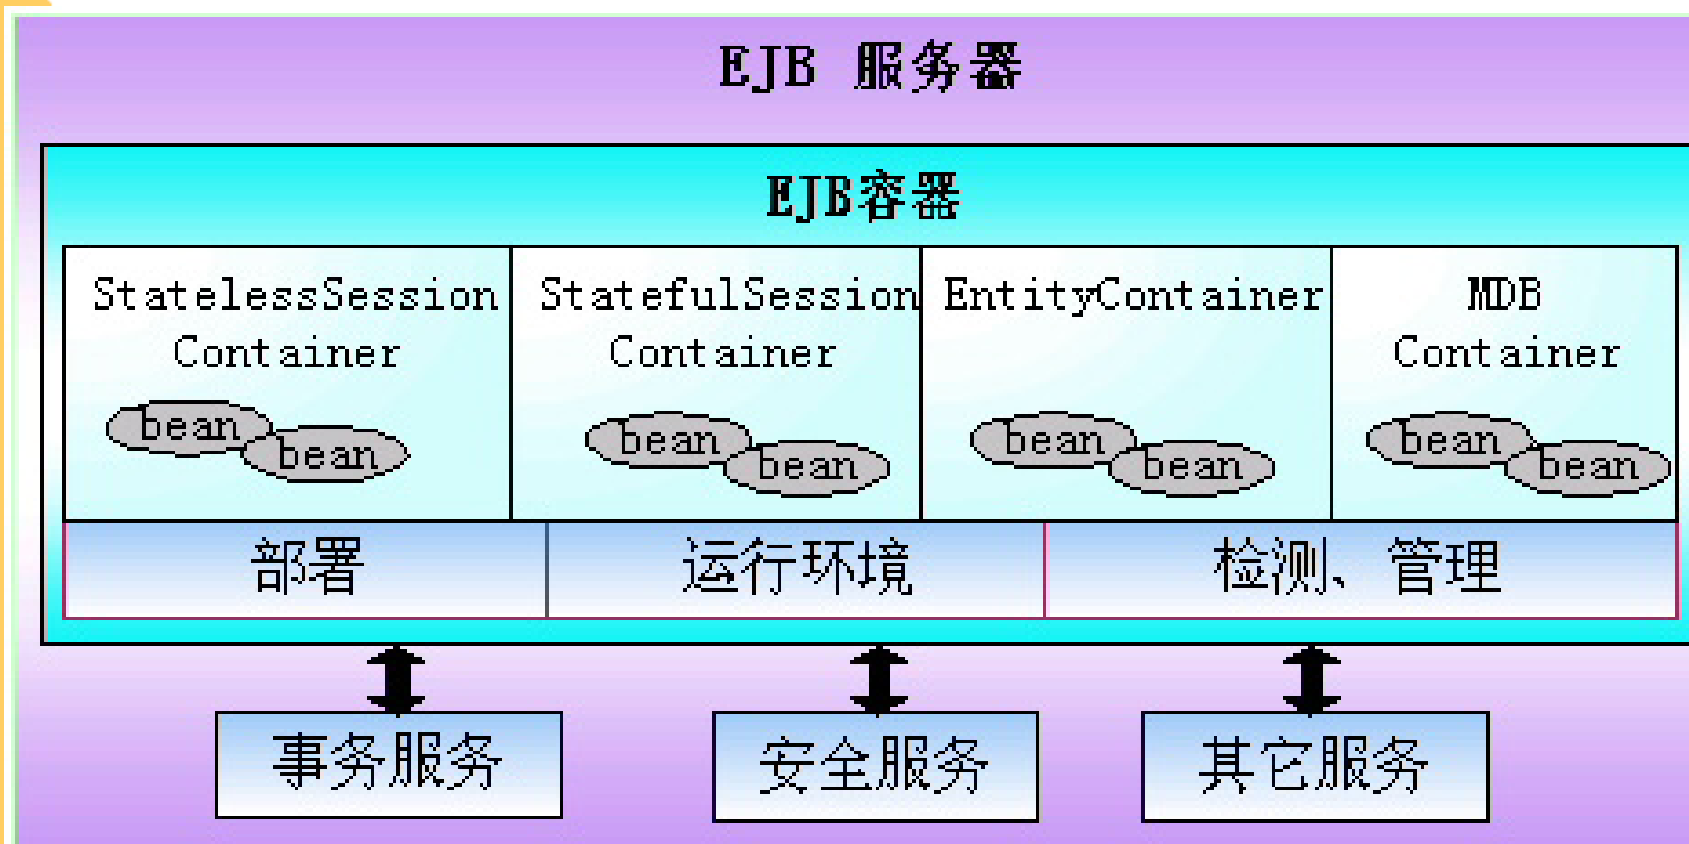 EJB 服务器
EJB容器
StatelessSession
Container
bean
bean
StatefulSession
Container
bean
bean
EntityContainer
bean
bean
MDB
Container
bean
bean
部署
运行环境
检测、管理
事务服务
安全服务
其它服务